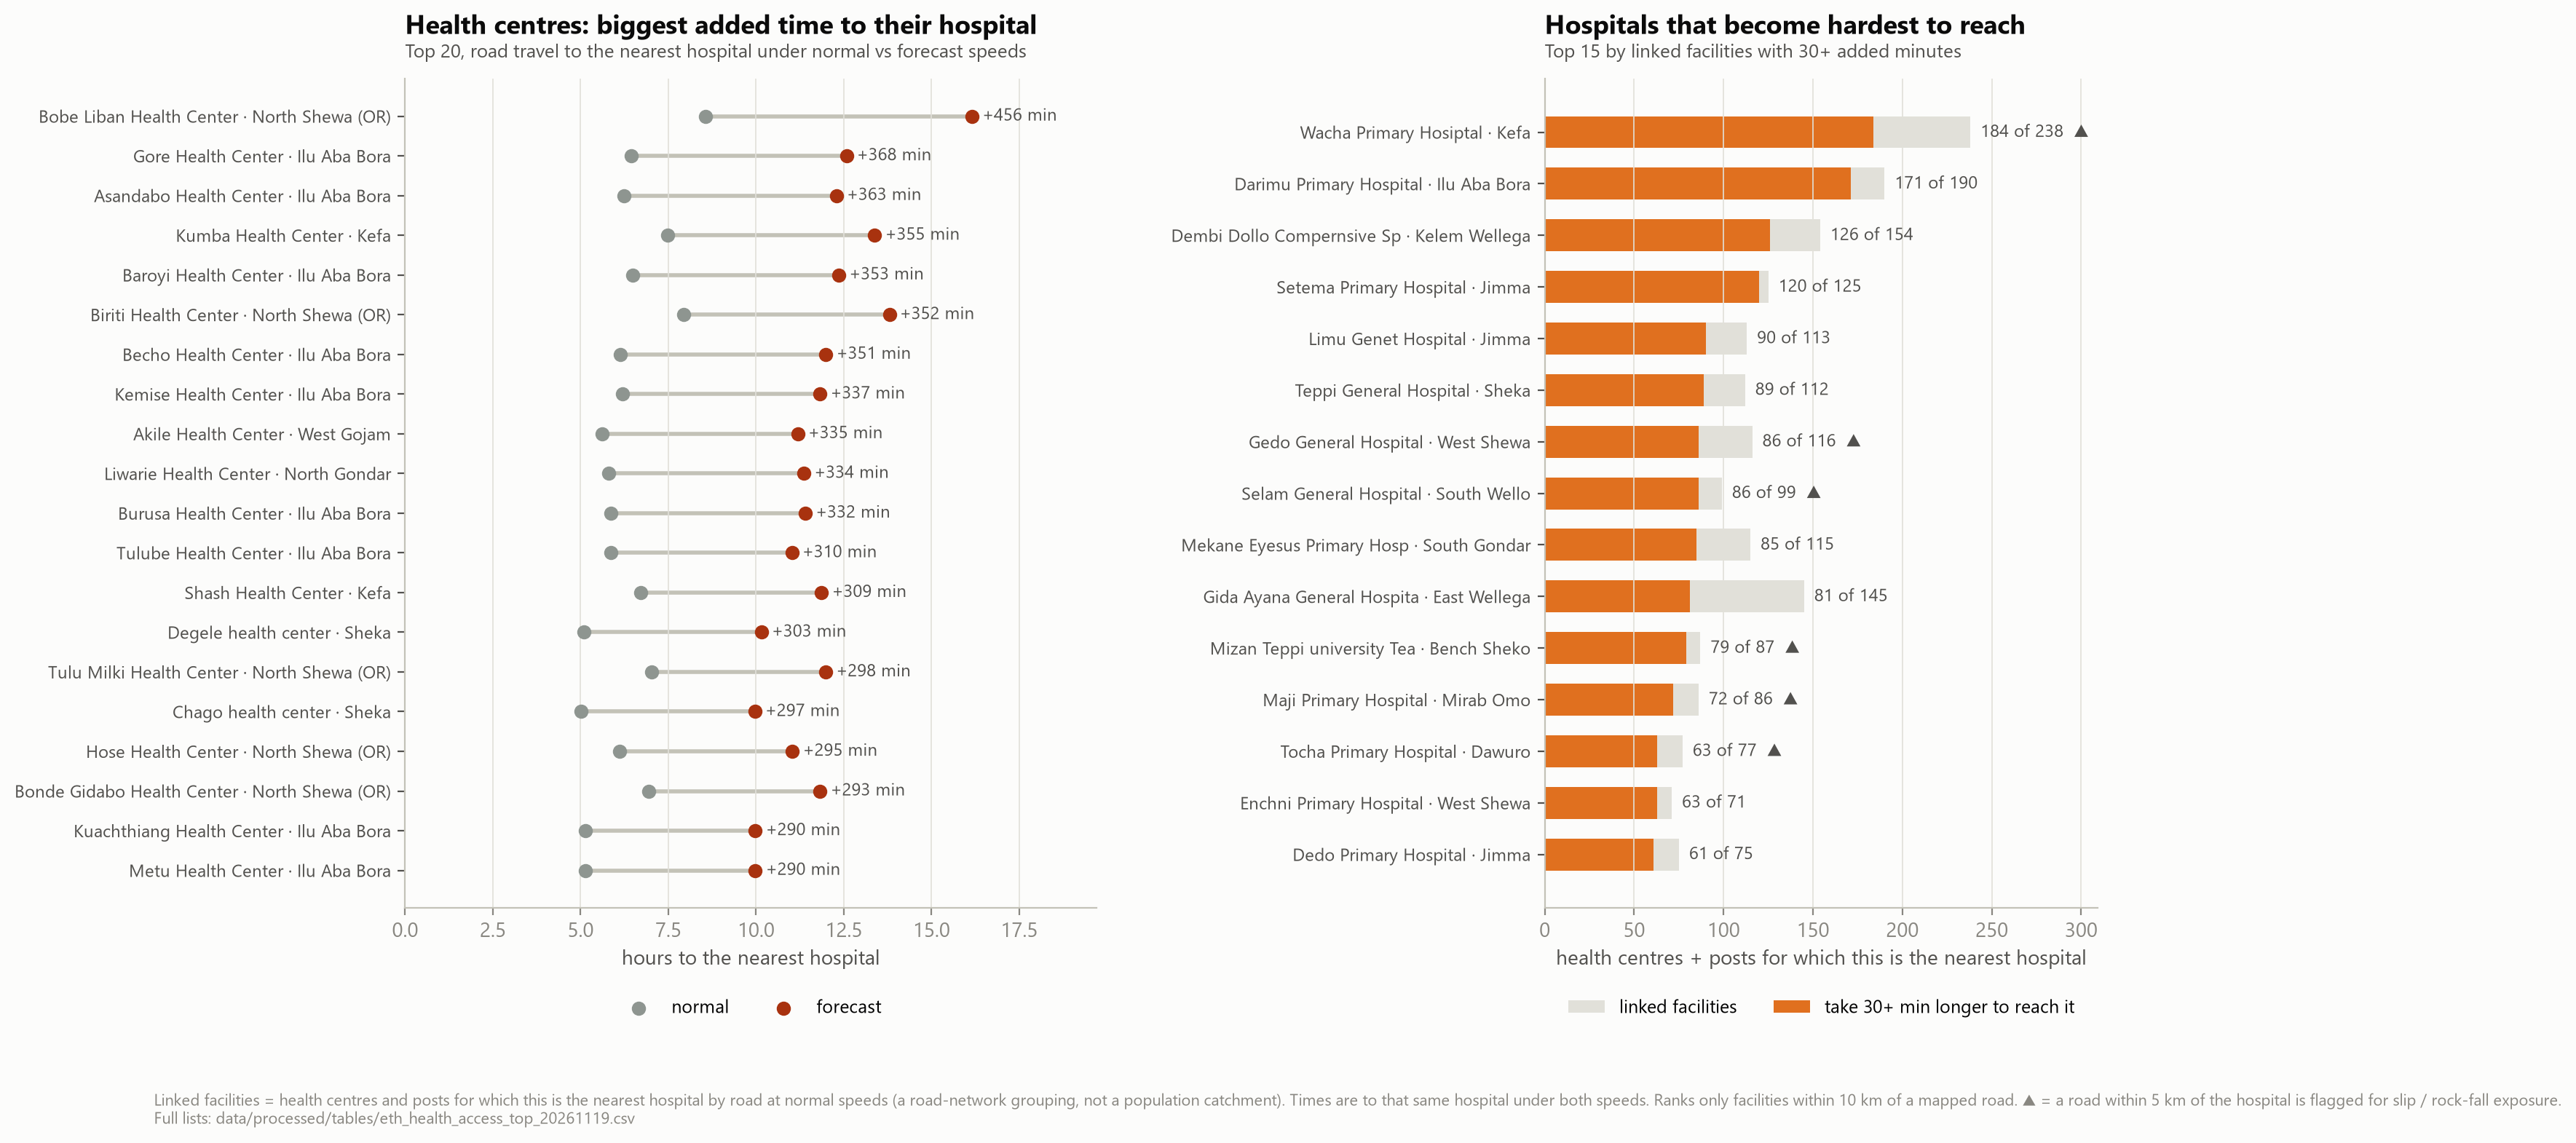 Health centres: biggest added time to their hospital
Top 20, road travel to the nearest hospital under normal vs forecast speeds
Bobe Liban Health Center · North Shewa (OR) +456 min
Gore Health Center · Ilu Aba Bora +368 min
Asandabo Health Center · Ilu Aba Bora +363 min
Kumba Health Center · Kefa +355 min
Baroyi Health Center · Ilu Aba Bora +353 min
Biriti Health Center · North Shewa (OR) +352 min
Becho Health Center · Ilu Aba Bora +351 min
Kemise Health Center · Ilu Aba Bora +337 min
Akile Health Center · West Gojam +335 min
Liwarie Health Center · North Gondar +334 min
Burusa Health Center · Ilu Aba Bora +332 min
Tulube Health Center · Ilu Aba Bora +310 min
Shash Health Center · Kefa +309 min
Degele health center · Sheka +303 min
Tulu Milki Health Center · North Shewa (OR) +298 min
Chago health center · Sheka +297 min
Hose Health Center · North Shewa (OR) +295 min
Bonde Gidabo Health Center · North Shewa (OR) +293 min
Kuachthiang Health Center · Ilu Aba Bora +290 min
Metu Health Center · Ilu Aba Bora +290 min
0.0 2.5 5.0 7.5 10.0 12.5 15.0 17.5
hours to the nearest hospital
normal forecast
Hospitals that become hardest to reach
Top 15 by linked facilities with 30+ added minutes
Wacha Primary Hosiptal · Kefa 184 of 238 ▲
Darimu Primary Hospital · Ilu Aba Bora 171 of 190
Dembi Dollo Compernsive Sp · Kelem Wellega 126 of 154
Setema Primary Hospital · Jimma 120 of 125
Limu Genet Hospital · Jimma 90 of 113
Teppi General Hospital · Sheka 89 of 112
Gedo General Hospital · West Shewa 86 of 116 ▲
Selam General Hospital · South Wello 86 of 99 ▲
Mekane Eyesus Primary Hosp · South Gondar 85 of 115
Gida Ayana General Hospita · East Wellega 81 of 145
Mizan Teppi university Tea · Bench Sheko 79 of 87 ▲
Maji Primary Hospital · Mirab Omo 72 of 86 ▲
Tocha Primary Hospital · Dawuro 63 of 77 ▲
Enchni Primary Hospital · West Shewa 63 of 71
Dedo Primary Hospital · Jimma 61 of 75
0 50 100 150 200 250 300
health centres + posts for which this is the nearest hospital
linked facilities take 30+ min longer to reach it
Linked facilities = health centres and posts for which this is the nearest hospital by road at normal speeds (a road-network grouping, not a population catchment). Times are to that same hospital under both speeds. Ranks only facilities within 10 km of a mapped road. ▲ = a road within 5 km of the hospital is flagged for slip / rock-fall exposure.
Full lists: data/processed/tables/eth_health_access_top_20261119.csv